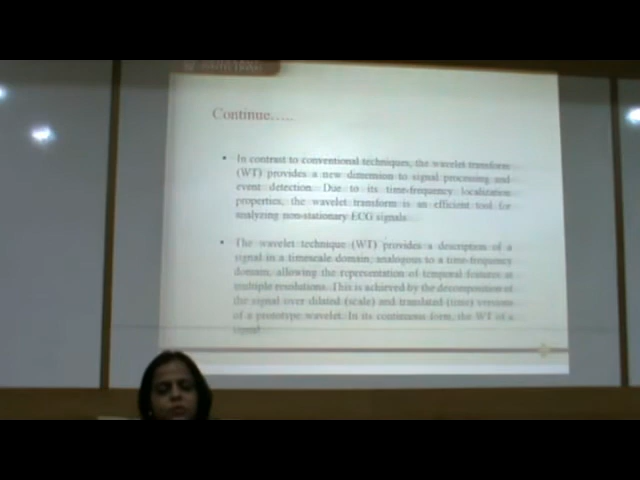 Continue.....
• In contrast to conventional techniques, the wavelet transform
(WT) provides a new dimension to signal processing and
event detection. Due to its time-frequency localization
properties, the wavelet transform is an efficient tool for
analyzing non-stationary ECG signals
• The wavelet technique (WT) provides a description of a
signal in a timescale domain, analogous to a time-frequency
domain, allowing the representation of temporal features at
multiple resolutions. This is achieved by the decomposition of
the signal over dilated (scale) and translated (time) versions
of a prototype wavelet. In its continuous form, the WT of a
signal